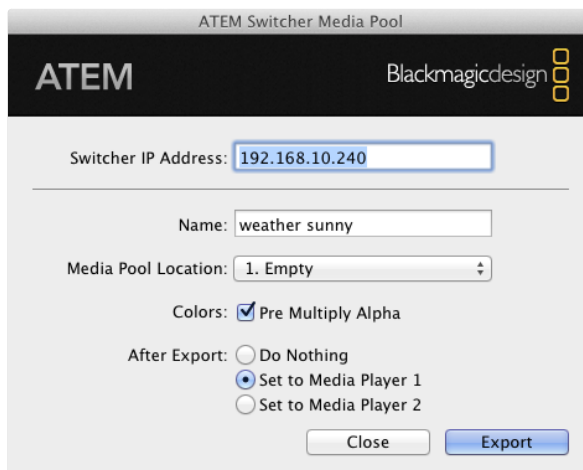 ATEM Switcher Media Pool
ATEM Blackmagicdesign
Switcher IP Address: 192.168.10.240
Name: weather sunny
Media Pool Location: 1. Empty
Colors: Pre Multiply Alpha
After Export: Do Nothing
Set to Media Player 1
Set to Media Player 2
Close Export